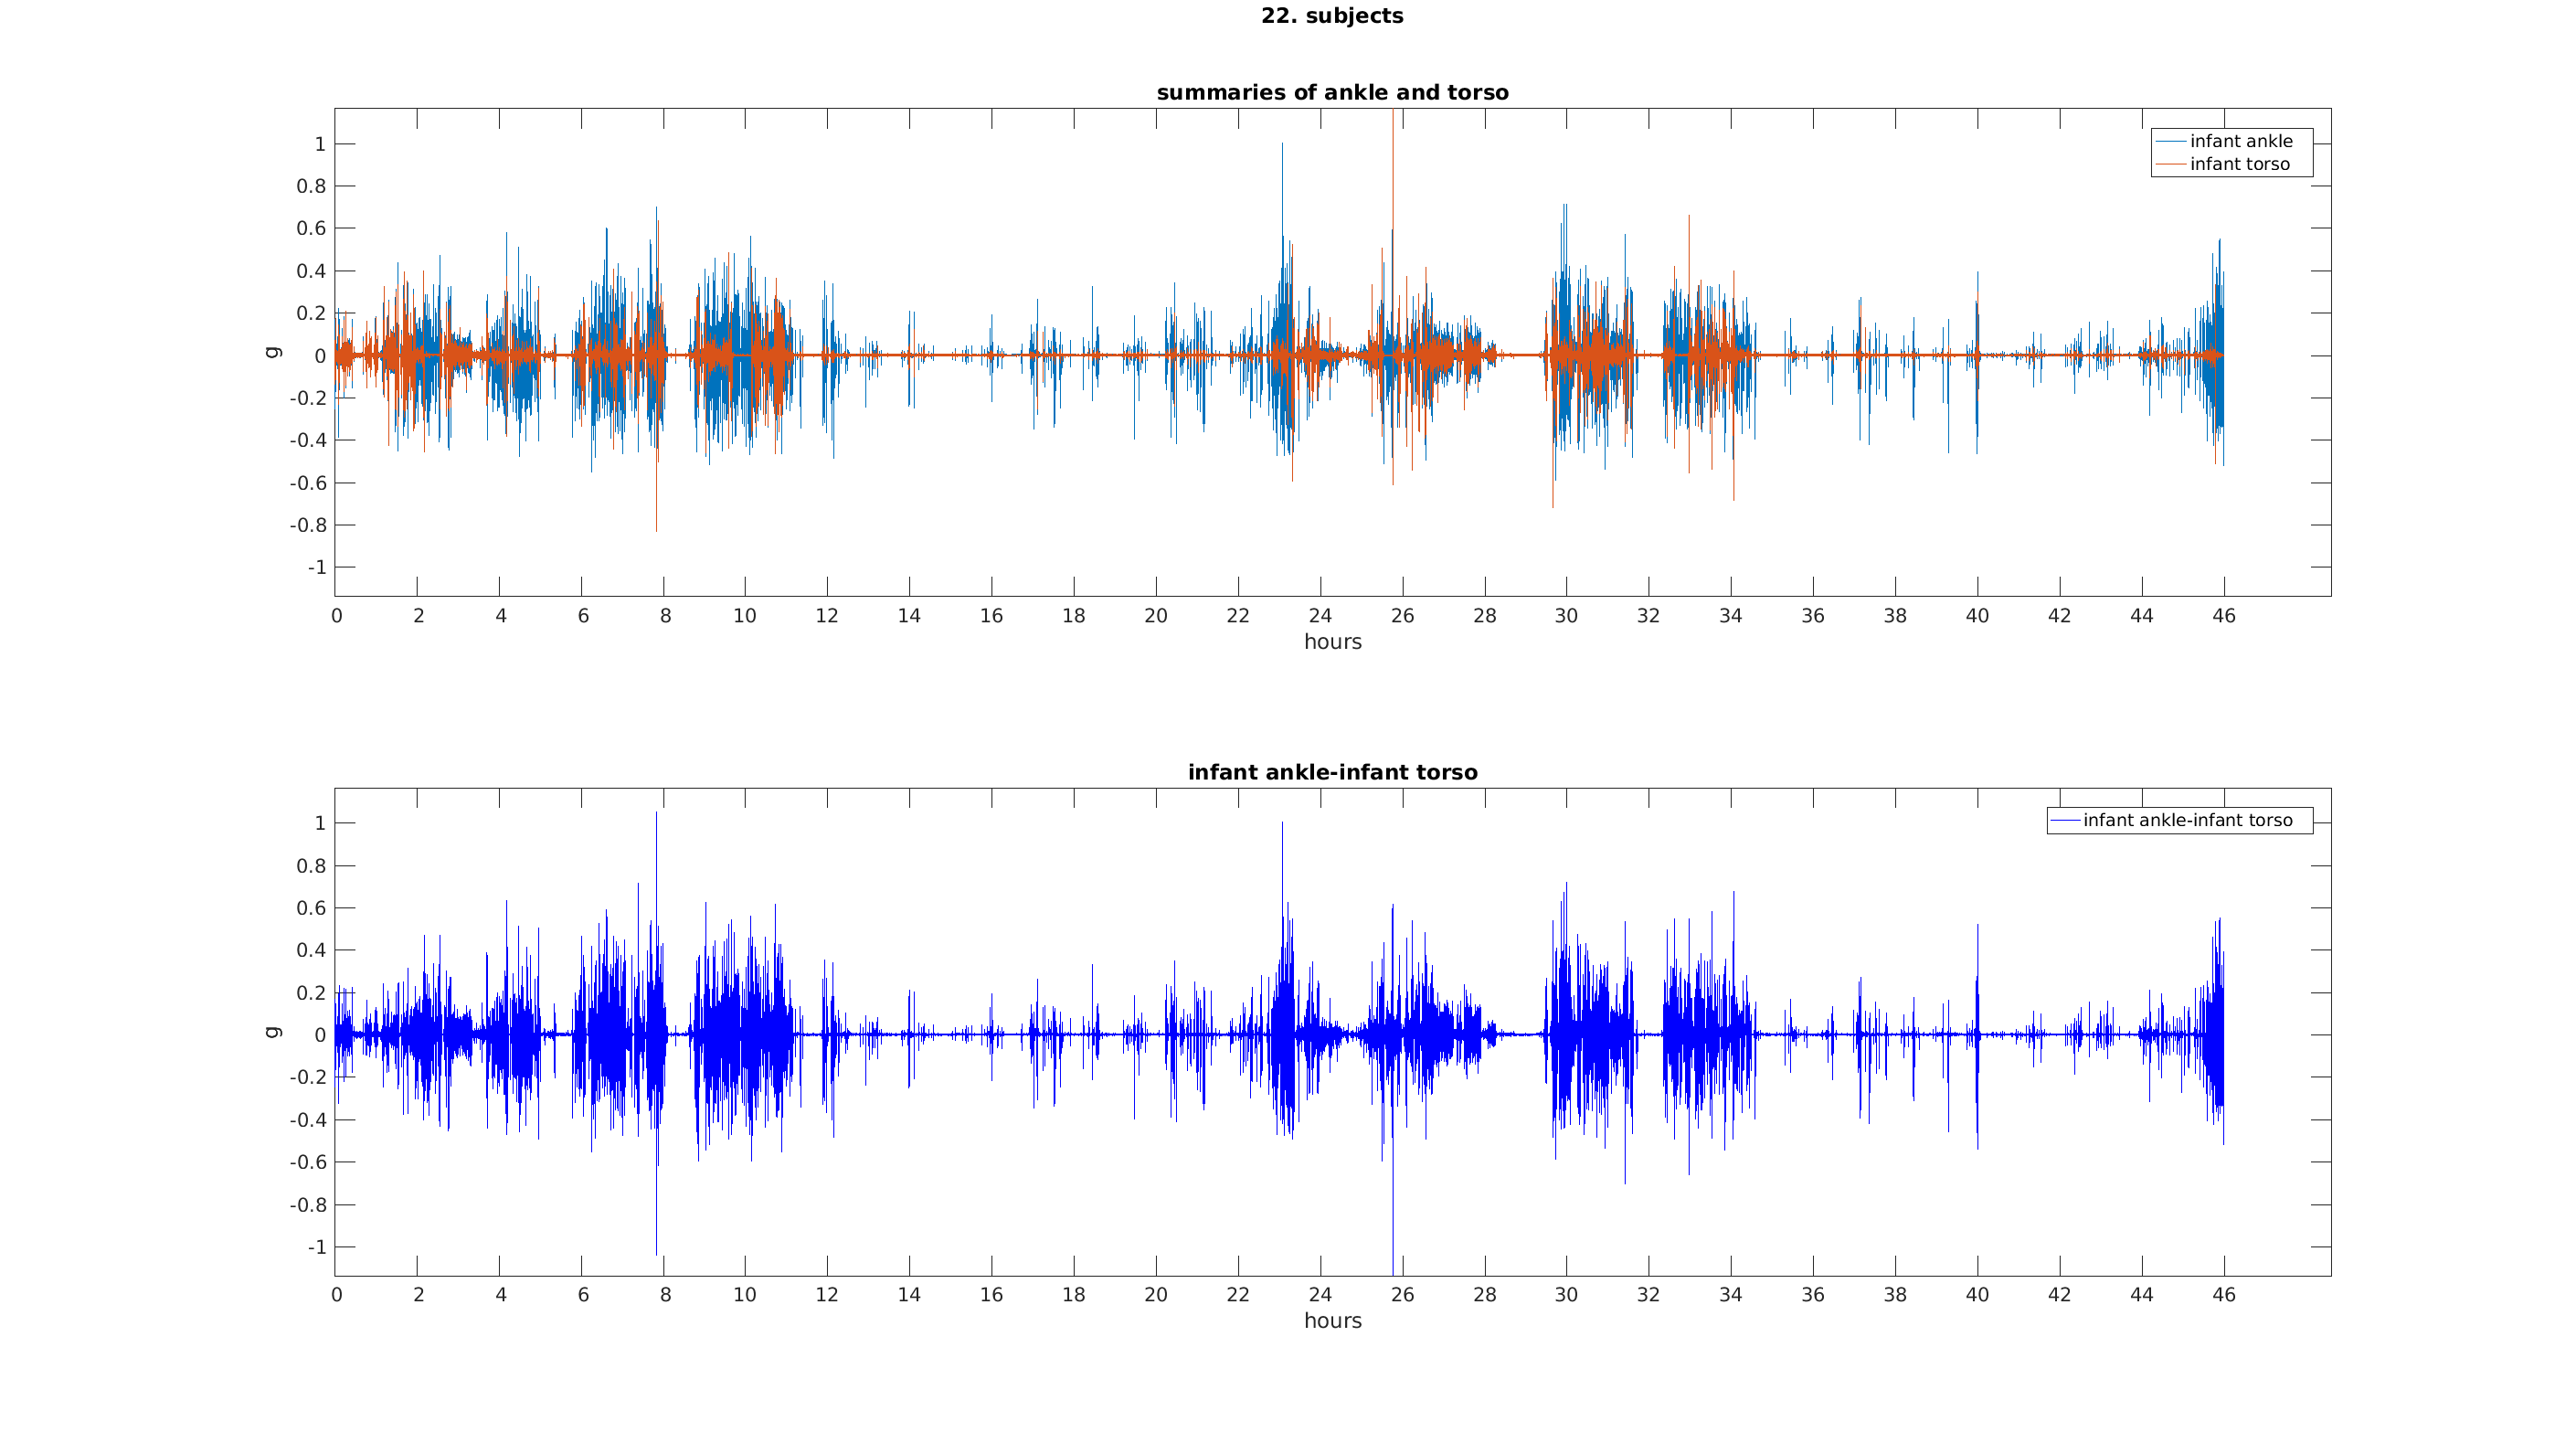 22. subjects
summaries of ankle and torso
infant ankle
infant torso
1
0.8
0.6
0.4
0.2
0
-0.2
-0.4
-0.6
-0.8
-1
g
0 2 4 6 8 10 12 14 16 18 20 22 24 26 28 30 32 34 36 38 40 42 44 46
hours
infant ankle-infant torso
infant ankle-infant torso
1
0.8
0.6
0.4
0.2
0
-0.2
-0.4
-0.6
-0.8
-1
g
0 2 4 6 8 10 12 14 16 18 20 22 24 26 28 30 32 34 36 38 40 42 44 46
hours